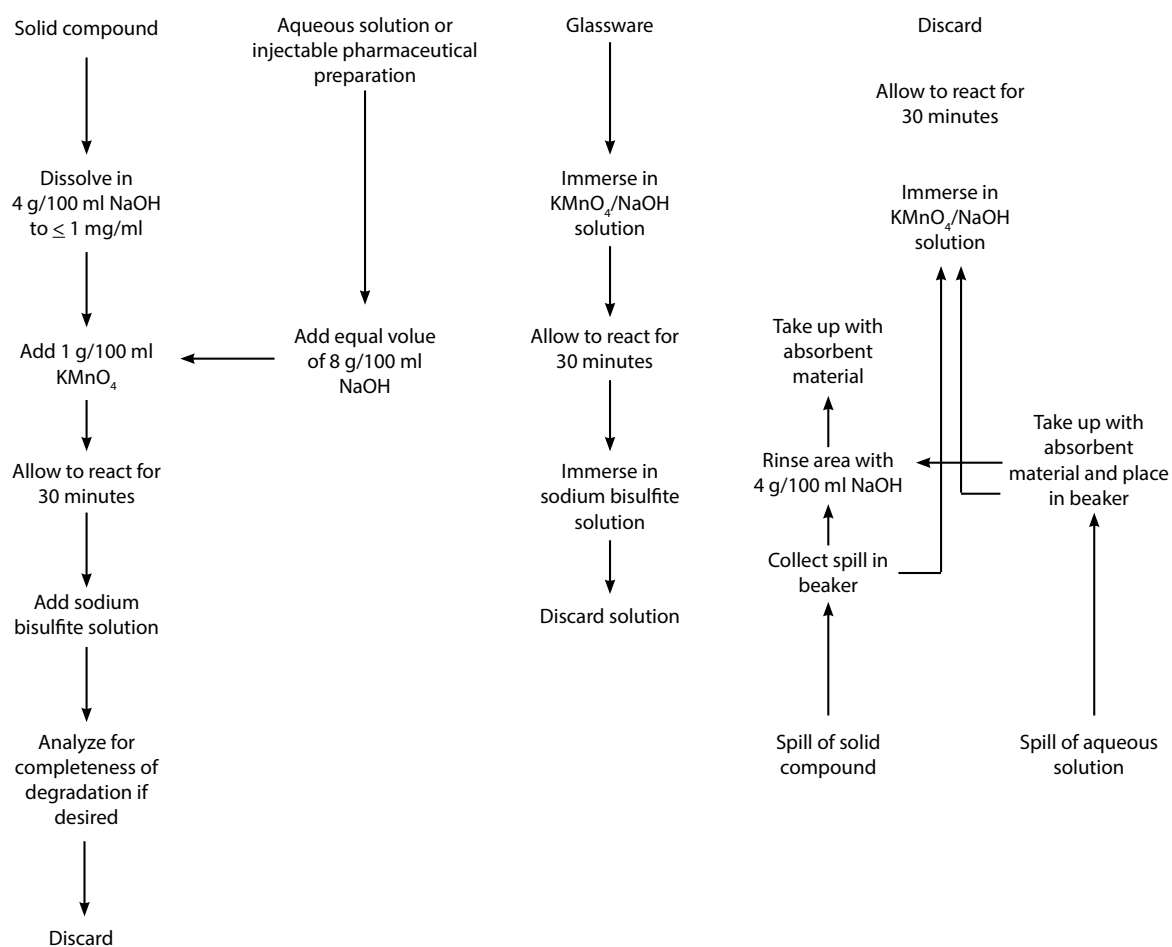 Solid compound
Dissolve in
4 g/100 ml NaOH
to ≤ 1 mg/ml
Add 1 g/100 ml
KMnO₄
Allow to react for
30 minutes
Add sodium
bisulfite solution
Analyze for
completeness of
degradation if
desired
Discard
Aqueous solution or
injectable pharmaceutical
preparation
Add equal value
of 8 g/100 ml
NaOH
Glassware
Immerse in
KMnO₄/NaOH
solution
Allow to react for
30 minutes
Immerse in
sodium bisulfite
solution
Discard solution
Discard
Allow to react for
30 minutes
Immerse in
KMnO₄/NaOH
solution
Take up with
absorbent
material
Rinse area with
4 g/100 ml NaOH
Collect spill in
beaker
Spill of solid
compound
Take up with
absorbent
material and place
in beaker
Spill of aqueous
solution